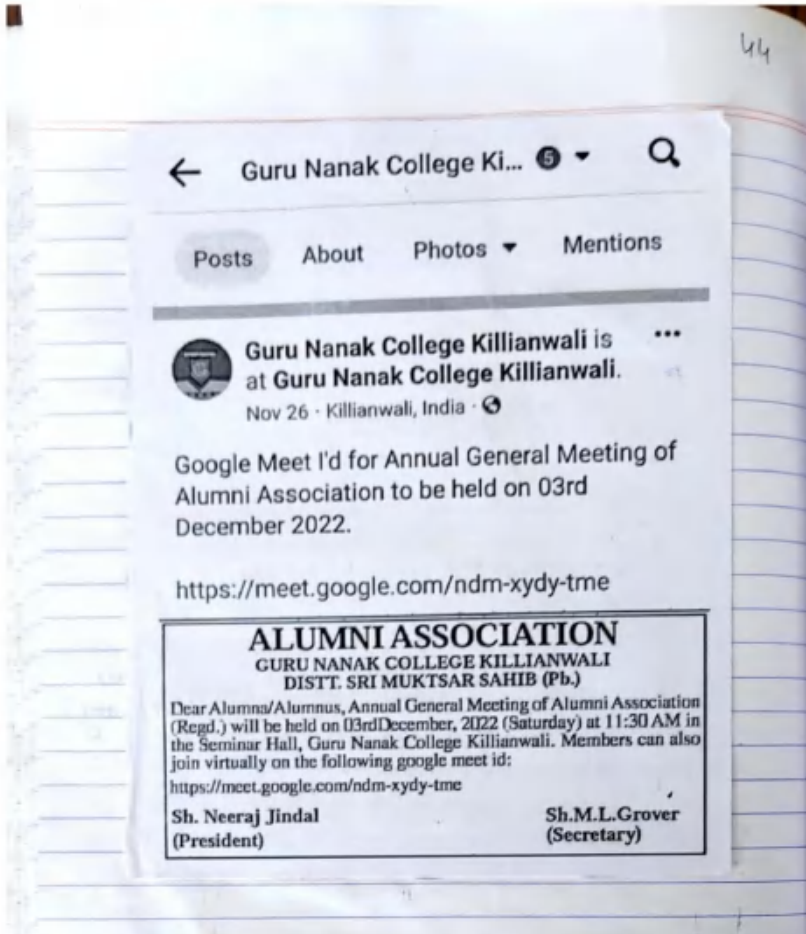 44
Guru Nanak College Ki... 5
Posts About Photos Mentions
Guru Nanak College Killianwali is
at Guru Nanak College Killianwali.
Nov 26 · Killianwali, India ·
Google Meet I'd for Annual General Meeting of
Alumni Association to be held on 03rd
December 2022.
https://meet.google.com/ndm-xydy-tme
ALUMNI ASSOCIATION
GURU NANAK COLLEGE KILLIANWALI
DISTT. SRI MUKTSAR SAHIB (Pb.)
Dear Alumna/Alumnus, Annual General Meeting of Alumni Association
(Regd.) will be held on 03rdDecember, 2022 (Saturday) at 11:30 AM in
the Seminar Hall, Guru Nanak College Killianwali. Members can also
join virtually on the following google meet id:
https://meet.google.com/ndm-xydy-tme
Sh. Neeraj Jindal Sh.M.L.Grover
(President) (Secretary)